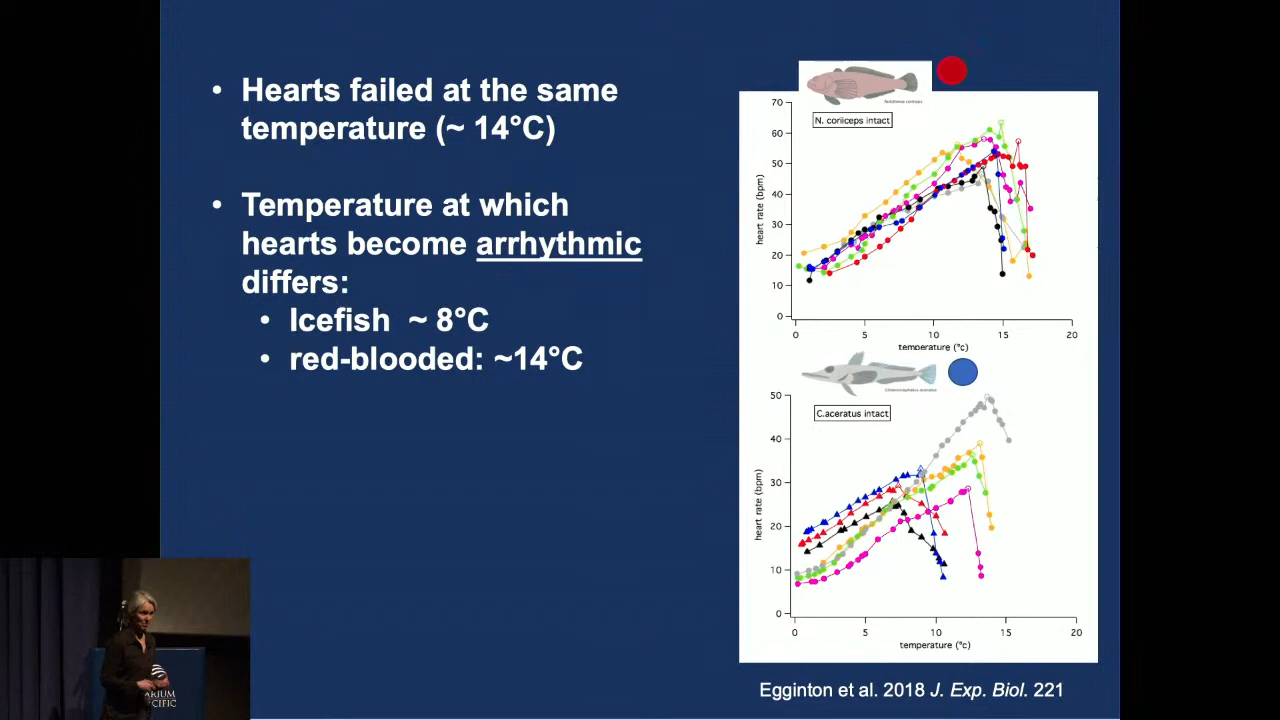 • Hearts failed at the same
temperature (~ 14°C)
• Temperature at which
hearts become arrhythmic
differs:
• Icefish ~ 8°C
• red-blooded: ~14°C
N. coriiceps intact
70
60
50
40
30
20
10
0
heart rate (bpm)
0 5 10 15 20
temperature (°c)
C.aceratus intact
50
40
30
20
10
0
heart rate (bpm)
0 5 10 15 20
temperature (°c)
Egginton et al. 2018 J. Exp. Biol. 221
ARIUM
CIFIC